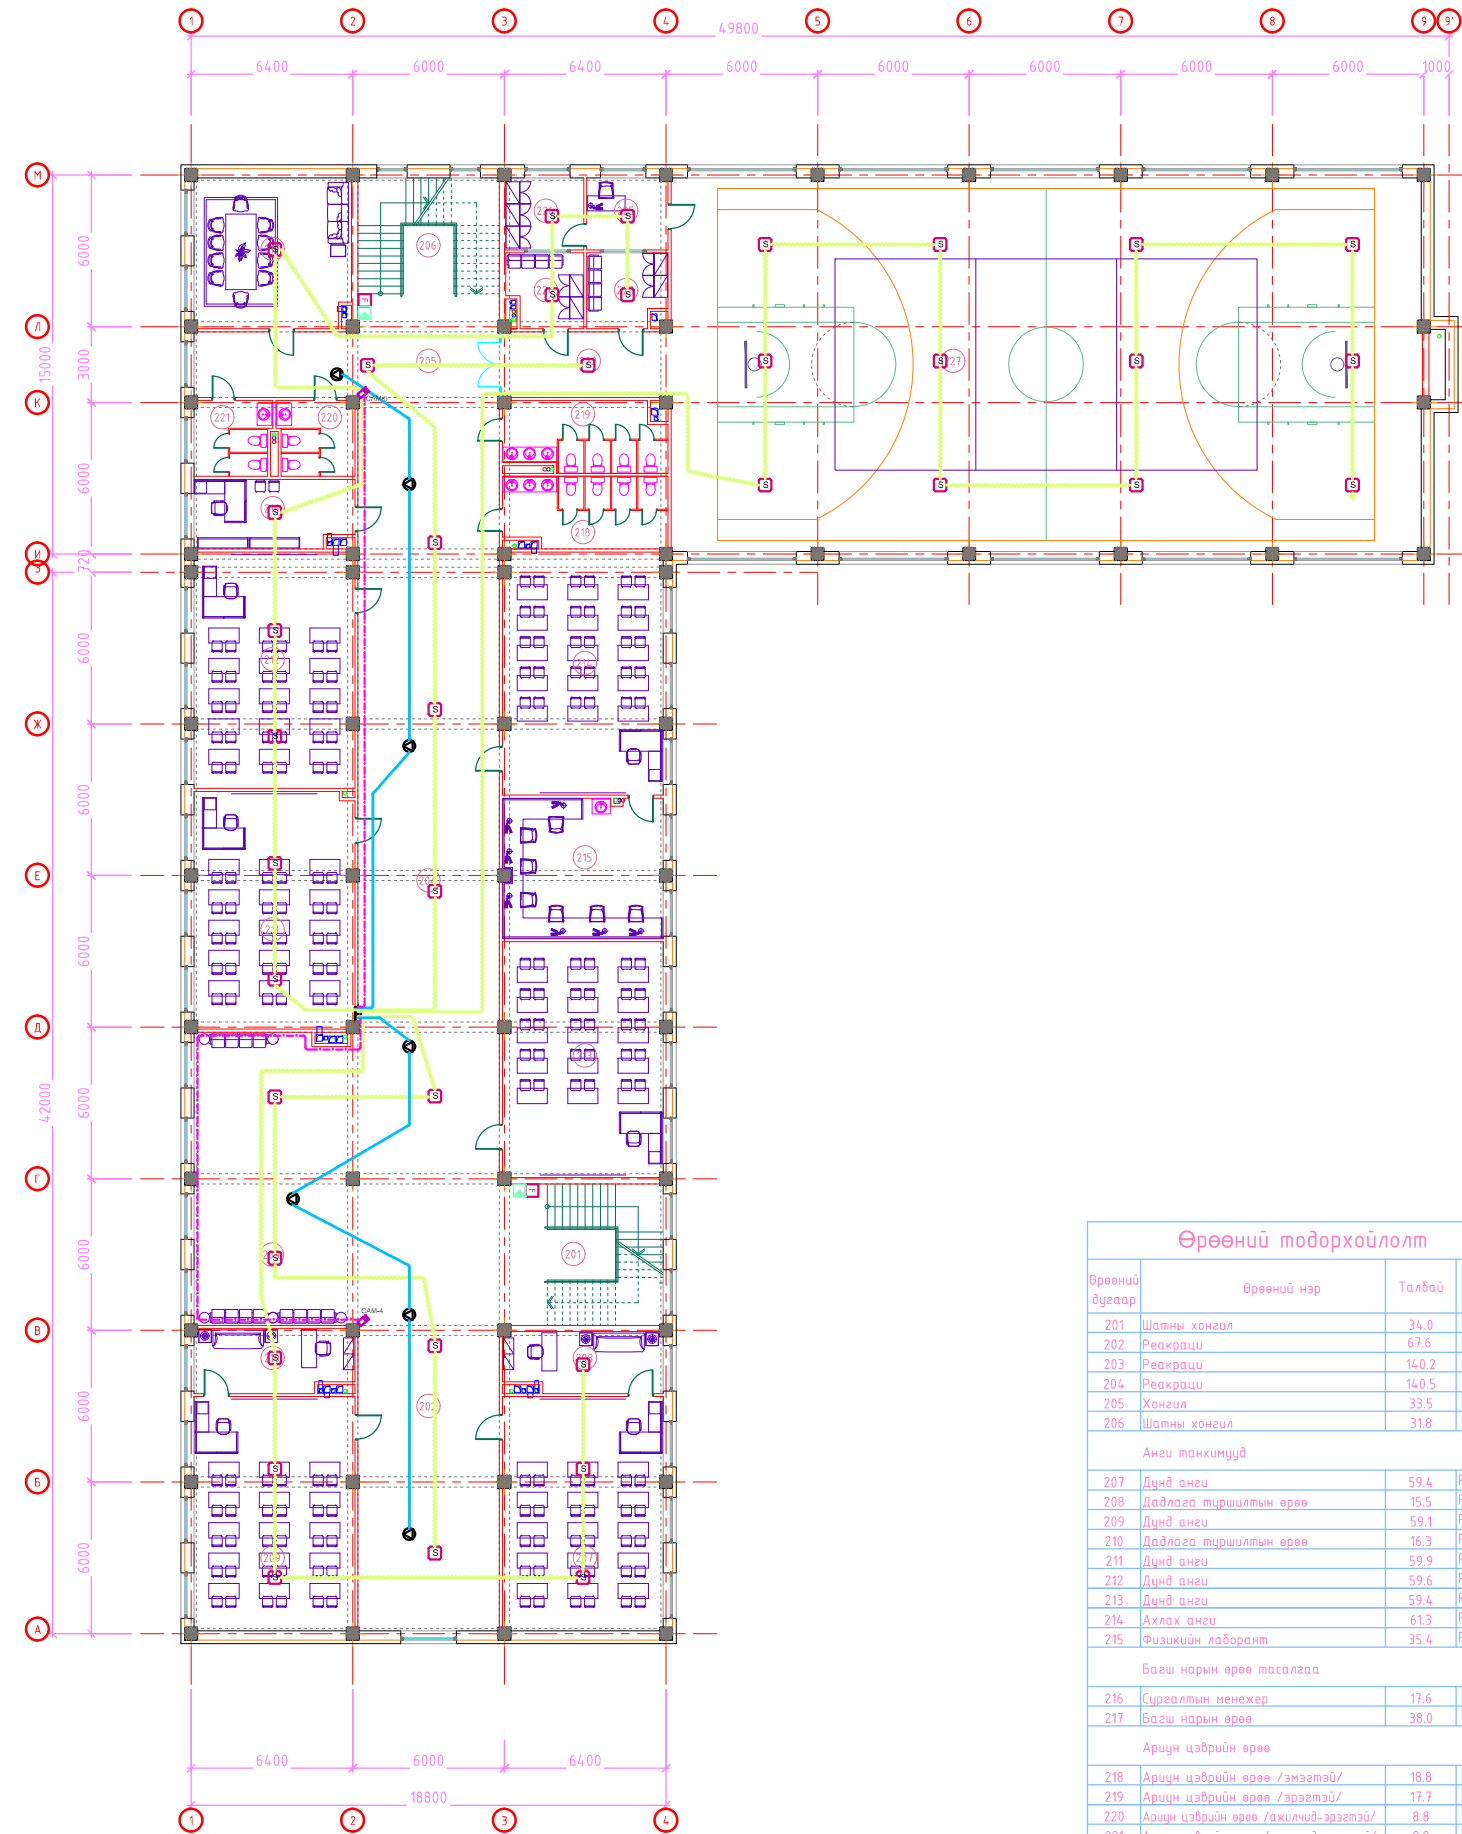 1 2 3 4 5 6 7 8 9 9'
49800
6400 6000 6400 6000 6000 6000 6000 6000 1000
М
Л
К
И
З
Ж
Е
Д
Г
В
Б
А
6000
3000
6000
720
6000
6000
6000
6000
6000
6000
6000
15000
42000
206
205
221
220
219
218
215
201
202
CAM-4
6400 6000 6400
18800
1 2 3 4
Өрөөний тодорхойлолт
Өрөөний дугаар Өрөөний нэр Талбай
201 Шатны хонгил 34.0
202 Реакраци 67.6
203 Реакраци 140.2
204 Реакраци 140.5
205 Хонгил 33.5
206 Шатны хонгил 31.8
Анги танхимууд
207 Дунд анги 59.4
208 Дадлага туршилтын өрөө 15.5
209 Дунд анги 59.1
210 Дадлага туршилтын өрөө 16.3
211 Дунд анги 59.9
212 Дунд анги 59.6
213 Дунд анги 59.4
214 Ахлах анги 61.3
215 Физикийн лаборант 35.4
Багш нарын өрөө тасалгаа
216 Сургалтын менежер 17.6
217 Багш нарын өрөө 38.0
Ариун цэврийн өрөө
218 Ариун цэврийн өрөө /эмэгтэй/ 18.8
219 Ариун цэврийн өрөө /эрэгтэй/ 17.7
220 Ариун цэврийн өрөө /ажилчид-эрэгтэй/ 8.8